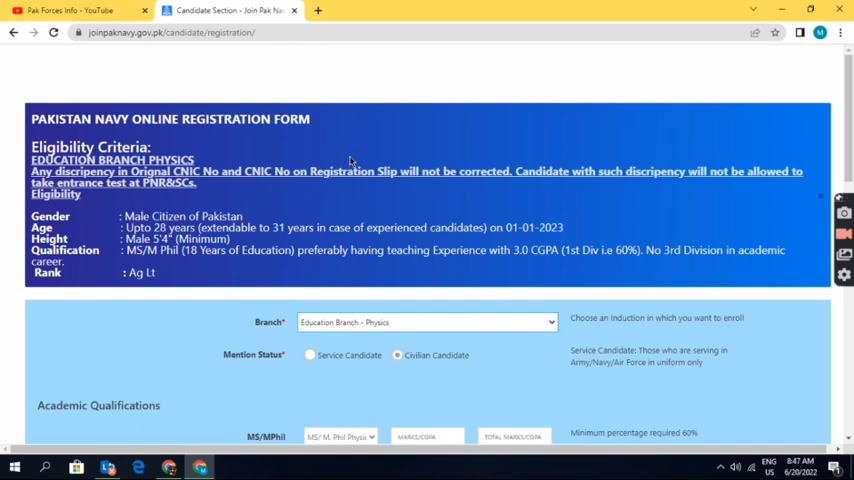 Pak Forces Info - YouTube
Candidate Section - Join Pak Nav
joinpaknavy.gov.pk/candidate/registration/
M
PAKISTAN NAVY ONLINE REGISTRATION FORM
Eligibility Criteria:
EDUCATION BRANCH PHYSICS
Any discripency in Orignal CNIC No and CNIC No on Registration Slip will not be corrected. Candidate with such discripency will not be allowed to
take entrance test at PNR&SCs.
Eligibility
Gender : Male Citizen of Pakistan
Age : Upto 28 years (extendable to 31 years in case of experienced candidates) on 01-01-2023
Height : Male 5'4" (Minimum)
Qualification : MS/M Phil (18 Years of Education) preferably having teaching Experience with 3.0 CGPA (1st Div i.e 60%). No 3rd Division in academic
career.
Rank : Ag Lt
Branch* Education Branch - Physics Choose an Induction in which you want to enroll
Mention Status* Service Candidate Civilian Candidate Service Candidate: Those who are serving in
Army/Navy/Air Force in uniform only
Academic Qualifications
MS/MPhil MS/ M. Phil Physic MARKS/CGPA TOTAL MARKS/CGPA Minimum percentage required 60%
ENG 8:47 AM
US 6/20/2022